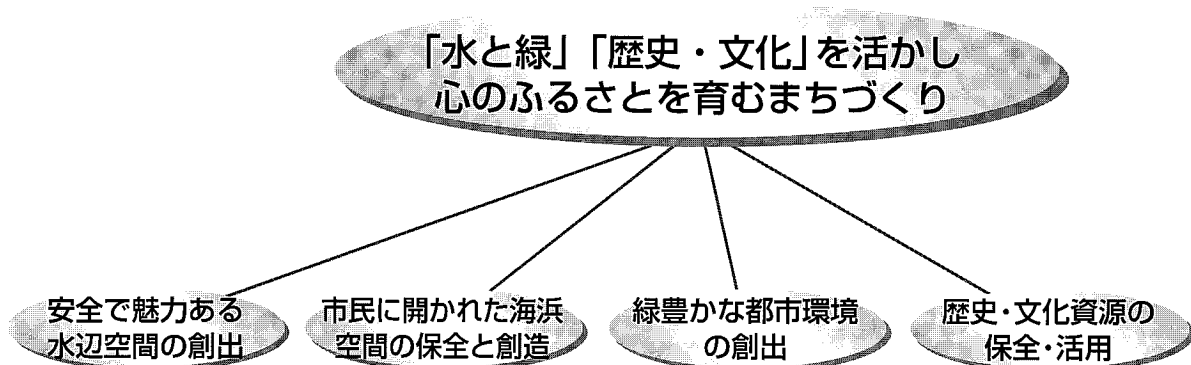 「水と緑」「歴史・文化」を活かし
心のふるさとを育むまちづくり
安全で魅力ある
水辺空間の創出
市民に開かれた海浜
空間の保全と創造
緑豊かな都市環境
の創出
歴史・文化資源の
保全・活用